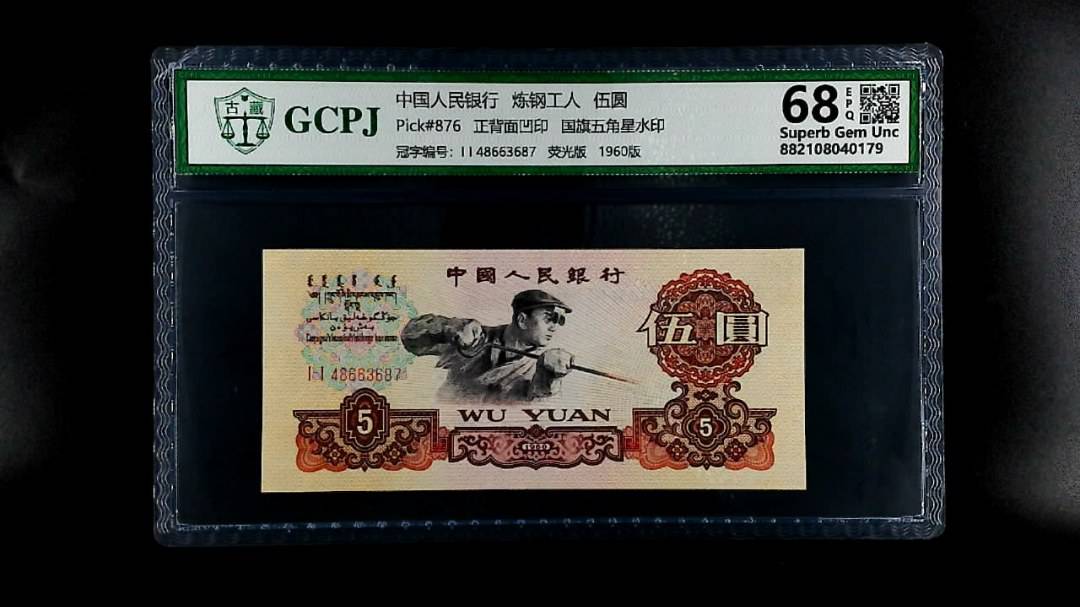 古 藏
GCPJ
中国人民银行 炼钢工人 伍圆
Pick#876 正背面凹印 国旗五角星水印
冠字编号: I I 48663687 荧光版 1960版
68 EPQ
Superb Gem Unc
882108040179
中國人民銀行
伍圓
I I 48663687
WU YUAN
5
1960
5